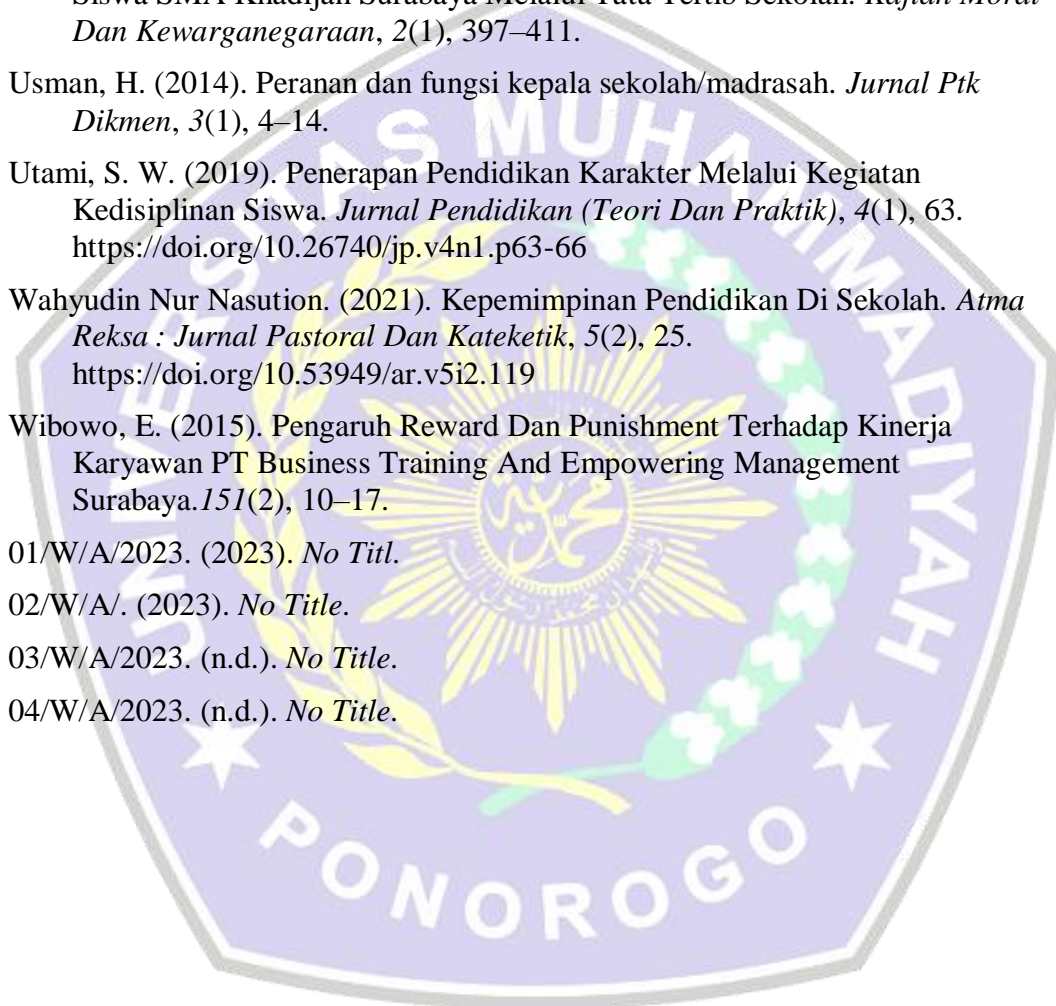 Siswa SMA Khadijah Surabaya Melalui Tata Tertib Sekolah. Kajian Moral
Dan Kewarganegaraan, 2(1), 397–411.
Usman, H. (2014). Peranan dan fungsi kepala sekolah/madrasah. Jurnal Ptk
Dikmen, 3(1), 4–14.
Utami, S. W. (2019). Penerapan Pendidikan Karakter Melalui Kegiatan
Kedisiplinan Siswa. Jurnal Pendidikan (Teori Dan Praktik), 4(1), 63.
https://doi.org/10.26740/jp.v4n1.p63-66
Wahyudin Nur Nasution. (2021). Kepemimpinan Pendidikan Di Sekolah. Atma
Reksa : Jurnal Pastoral Dan Kateketik, 5(2), 25.
https://doi.org/10.53949/ar.v5i2.119
Wibowo, E. (2015). Pengaruh Reward Dan Punishment Terhadap Kinerja
Karyawan PT Business Training And Empowering Management
Surabaya.151(2), 10–17.
01/W/A/2023. (2023). No Titl.
02/W/A/. (2023). No Title.
03/W/A/2023. (n.d.). No Title.
04/W/A/2023. (n.d.). No Title.
UNIVERSITAS MUHAMMADIYAH
PONOROGO